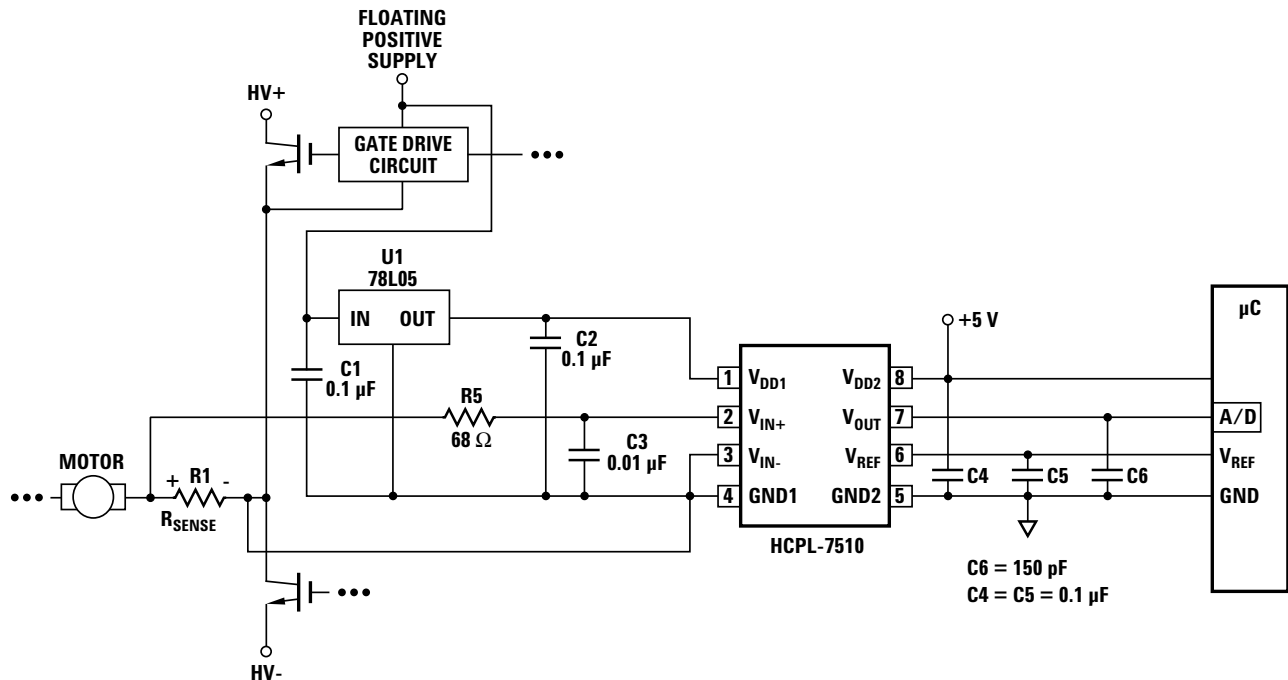 FLOATING
POSITIVE
SUPPLY
HV+
GATE DRIVE
CIRCUIT
U1
78L05
IN OUT
C1
0.1 µF
C2
0.1 µF
R5
68 Ω
C3
0.01 µF
MOTOR
+ R1 -
RSENSE
HV-
1 VDD1
2 VIN+
3 VIN-
4 GND1
VDD2 8
VOUT 7
VREF 6
GND2 5
HCPL-7510
+5 V
C4
C5
C6
C6 = 150 pF
C4 = C5 = 0.1 µF
µC
A/D
VREF
GND